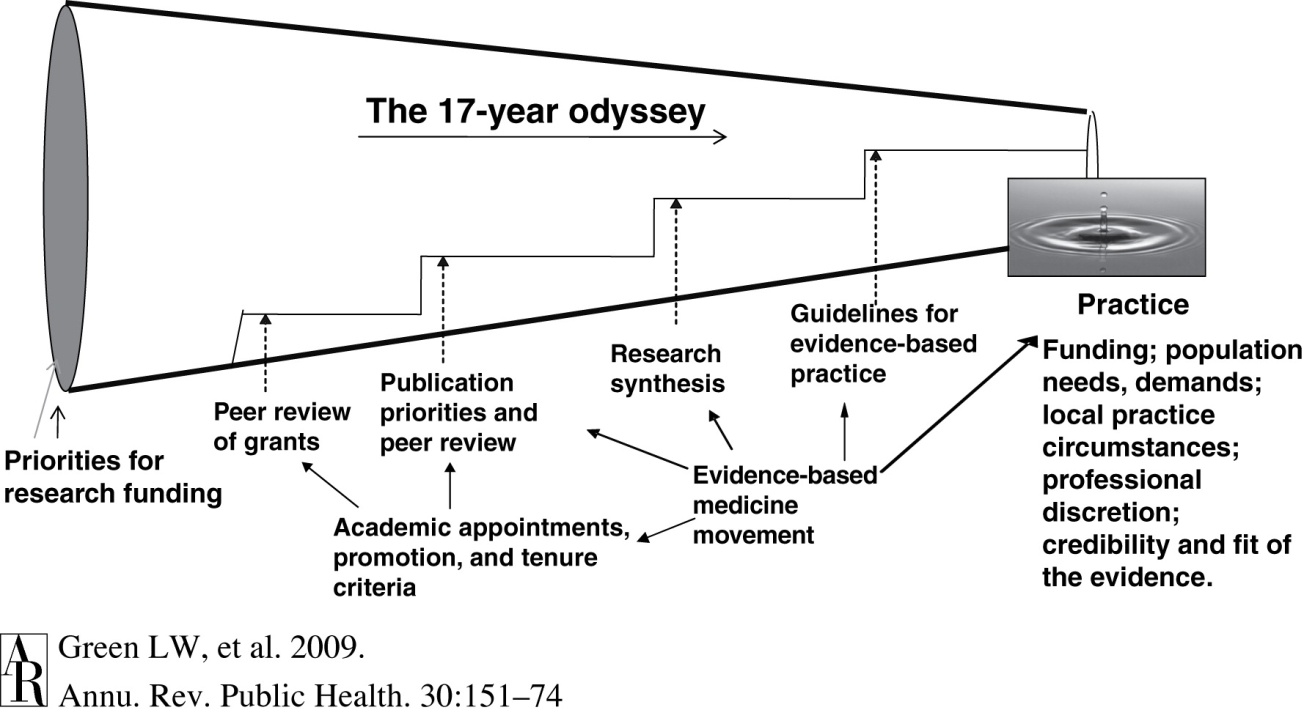 The 17-year odyssey
Priorities for
research funding
Peer review
of grants
Publication
priorities and
peer review
Research
synthesis
Guidelines for
evidence-based
practice
Academic appointments,
promotion, and tenure
criteria
Evidence-based
medicine
movement
Practice
Funding; population
needs, demands;
local practice
circumstances;
professional
discretion;
credibility and fit of
the evidence.
AR
Green LW, et al. 2009.
Annu. Rev. Public Health. 30:151–74